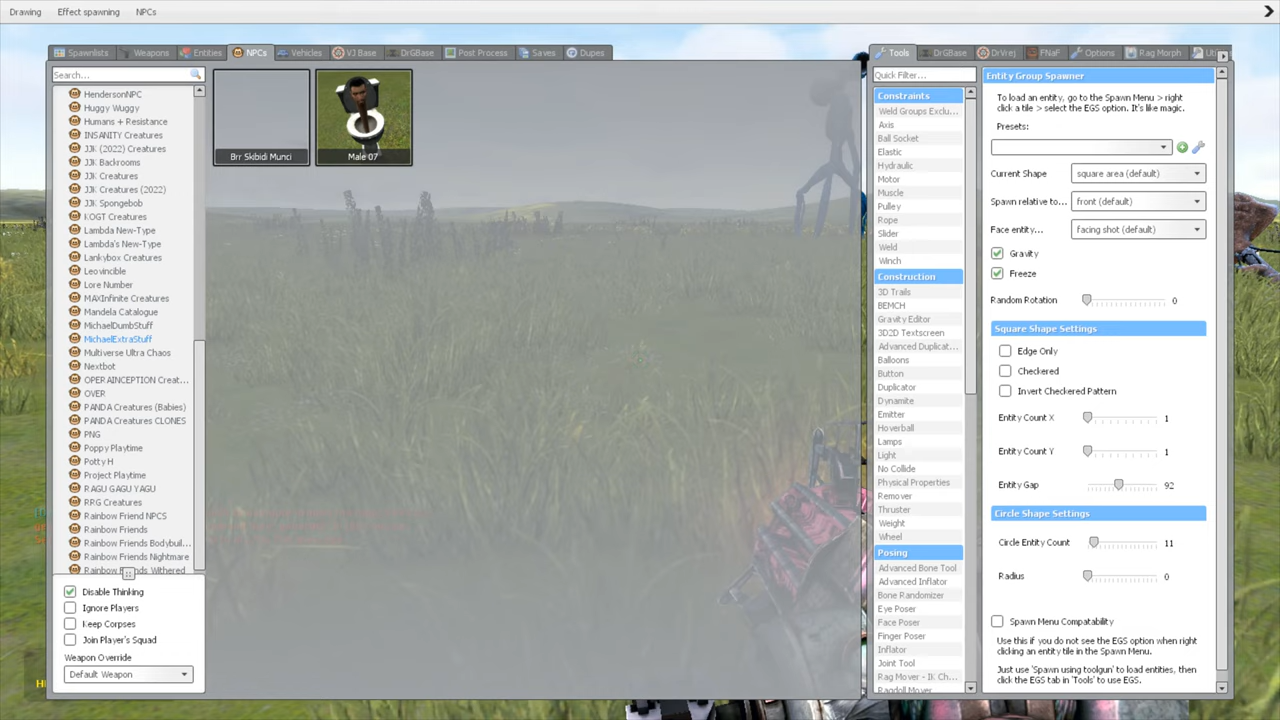 Drawing Effect spawning NPCs
Spawnlists Weapons Entities NPCs Vehicles VJ Base DrGBase Post Process Saves Dupes
Search...
HendersonNPC
Huggy Wuggy
Humans + Resistance
INSANITY Creatures
JJK (2022) Creatures
JJK Backrooms
JJK Creatures
JJK Creatures (2022)
JJK Spongebob
KOGT Creatures
Lambda New-Type
Lambda's New-Type
Lankybox Creatures
Leovincible
Lore Number
MAXInfinite Creatures
Mandela Catalogue
MichaelDumbStuff
MichaelExtraStuff
Multiverse Ultra Chaos
Nextbot
OPERAINCEPTION Creat...
OVER
PANDA Creatures (Babies)
PANDA Creatures CLONES
PNG
Poppy Playtime
Potty H
Project Playtime
RAGU GAGU YAGU
RRG Creatures
Rainbow Friend NPCS
Rainbow Friends
Rainbow Friends Bodybuil...
Rainbow Friends Nightmare
Rainbow Friends Withered
Disable Thinking
Ignore Players
Keep Corpses
Join Player's Squad
Weapon Override
Default Weapon
Brr Skibidi Munci
Male 07
Tools DrGBase DrVrej FNaF Options Rag Morph Uti
Quick Filter...
Constraints
Weld Groups Exclu...
Axis
Ball Socket
Elastic
Hydraulic
Motor
Muscle
Pulley
Rope
Slider
Weld
Winch
Construction
3D Trails
BEMCH
Gravity Editor
3D2D Textscreen
Advanced Duplicat...
Balloons
Button
Duplicator
Dynamite
Emitter
Hoverball
Lamps
Light
No Collide
Physical Properties
Remover
Thruster
Weight
Wheel
Posing
Advanced Bone Tool
Advanced Inflator
Bone Randomizer
Eye Poser
Face Poser
Finger Poser
Inflator
Joint Tool
Rag Mover - IK Ch...
Ragdoll Mover
Entity Group Spawner
To load an entity, go to the Spawn Menu > right
click a tile > select the EGS option. It's like magic.
Presets:
Current Shape square area (default)
Spawn relative to... front (default)
Face entity... facing shot (default)
Gravity
Freeze
Random Rotation 0
Square Shape Settings
Edge Only
Checkered
Invert Checkered Pattern
Entity Count X 1
Entity Count Y 1
Entity Gap 92
Circle Shape Settings
Circle Entity Count 11
Radius 0
Spawn Menu Compatability
Use this if you do not see the EGS option when right
clicking an entity tile in the Spawn Menu.
Just use 'Spawn using toolgun' to load entities, then
click the EGS tab in 'Tools' to use EGS.